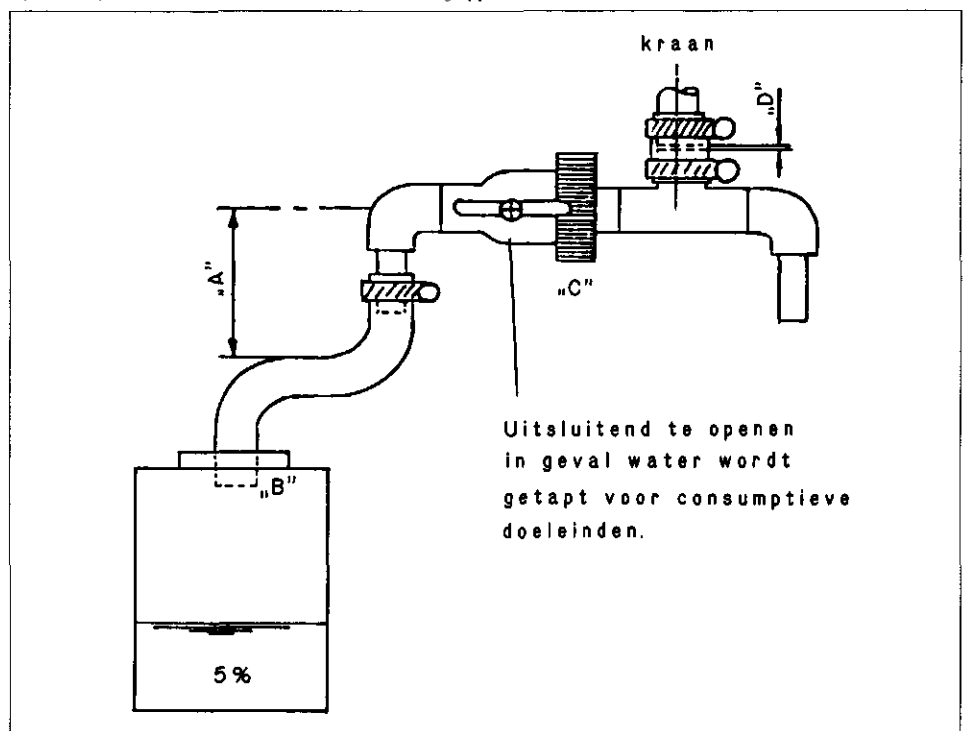 kraan
„D”
„A”
„C”
Uitsluitend te openen
in geval water wordt
getapt voor consumptieve
doeleinden.
„B”
5%